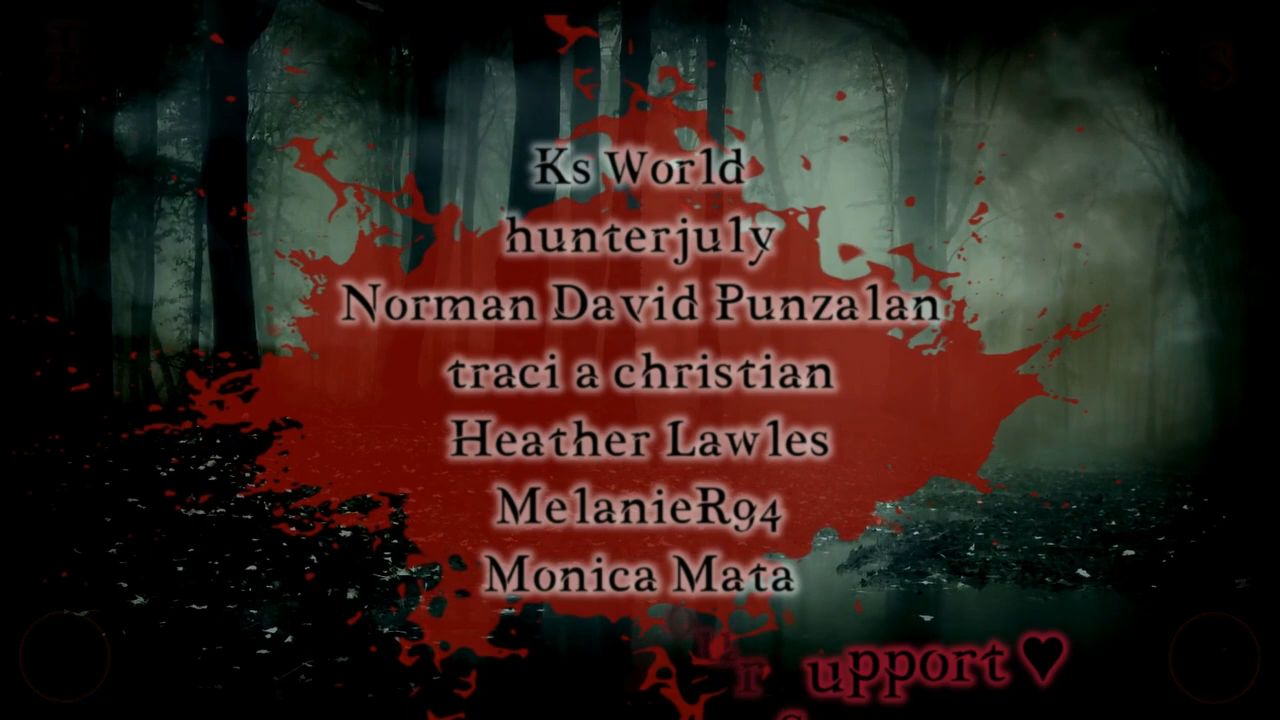 Ks World
hunterjuly
Norman David Punzalan
traci a christian
Heather Lawles
MelanieR94
Monica Mata
upport ♥